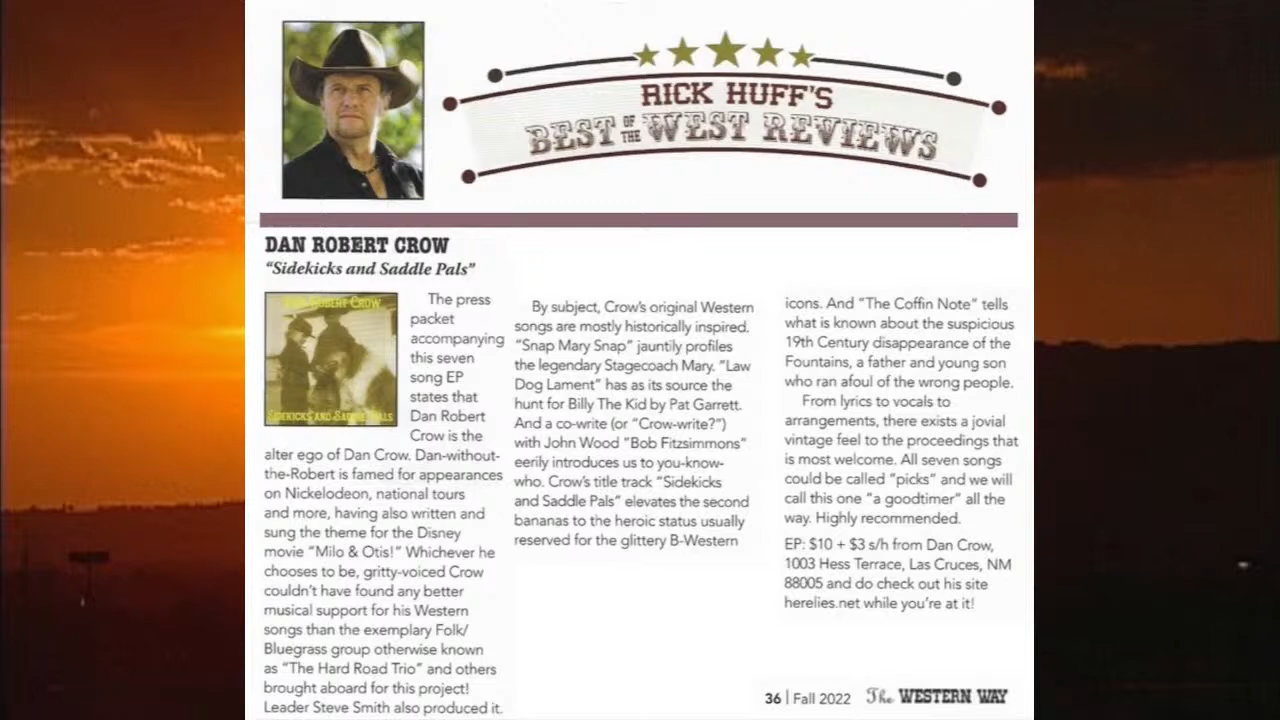 RICK HUFF'S
BEST OF THE WEST REVIEWS
DAN ROBERT CROW
"Sidekicks and Saddle Pals"
DAN ROBERT CROW
SIDEKICKS AND SADDLE PALS
The press
packet
accompanying
this seven
song EP
states that
Dan Robert
Crow is the
alter ego of Dan Crow. Dan-without-
the-Robert is famed for appearances
on Nickelodeon, national tours
and more, having also written and
sung the theme for the Disney
movie "Milo & Otis!" Whichever he
chooses to be, gritty-voiced Crow
couldn't have found any better
musical support for his Western
songs than the exemplary Folk/
Bluegrass group otherwise known
as "The Hard Road Trio" and others
brought aboard for this project!
Leader Steve Smith also produced it.
By subject, Crow's original Western
songs are mostly historically inspired.
"Snap Mary Snap" jauntily profiles
the legendary Stagecoach Mary. "Law
Dog Lament" has as its source the
hunt for Billy The Kid by Pat Garrett.
And a co-write (or "Crow-write?")
with John Wood "Bob Fitzsimmons"
eerily introduces us to you-know-
who. Crow's title track "Sidekicks
and Saddle Pals" elevates the second
bananas to the heroic status usually
reserved for the glittery B-Western
icons. And "The Coffin Note" tells
what is known about the suspicious
19th Century disappearance of the
Fountains, a father and young son
who ran afoul of the wrong people.
From lyrics to vocals to
arrangements, there exists a jovial
vintage feel to the proceedings that
is most welcome. All seven songs
could be called "picks" and we will
call this one "a goodtimer" all the
way. Highly recommended.
EP: $10 + $3 s/h from Dan Crow,
1003 Hess Terrace, Las Cruces, NM
88005 and do check out his site
herelies.net while you're at it!
36 | Fall 2022 The WESTERN WAY